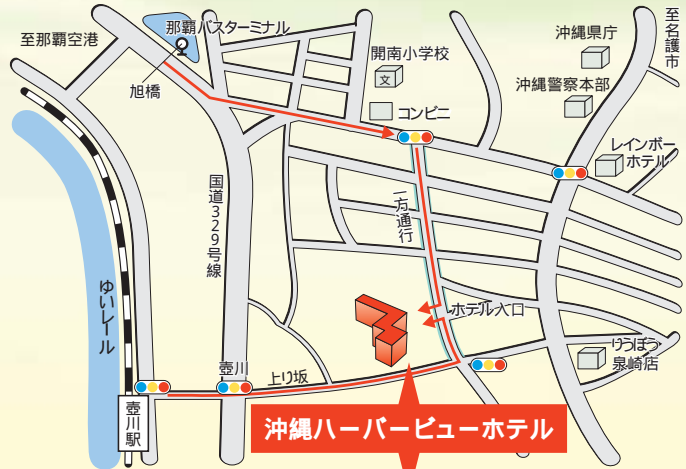 至那覇空港
那覇バスターミナル
旭橋
開南小学校
文
コンビニ
沖縄県庁
沖縄警察本部
至名護市
レインボー
ホテル
国道329号線
一方通行
ゆいレール
ホテル入口
りうぼう
泉崎店
壺川
上り坂
壺川駅
沖縄ハーバービューホテル